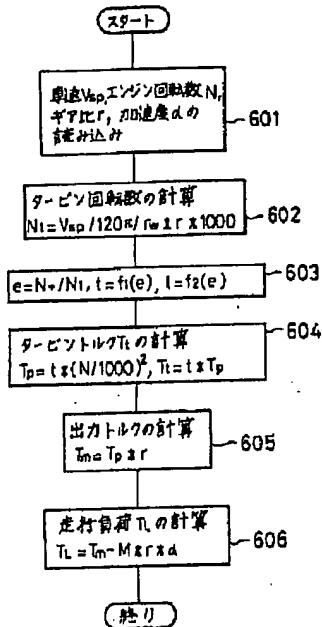 スタート
車速Vsp,エンジン回転数Nr,
ギア比r,加速度αの
読み込み
601
タービン回転数の計算
Nt=Vsp/120π/rw*r*1000
602
e=Nr/Nt, t=f1(e), l=f2(e)
603
604
タービントルクTtの計算
Tp=t*(N/1000)², Tt=t*Tp
出力トルクの計算
Tm=Tp*r
605
走行負荷TLの計算
TL=Tm-M*r*α
606
終り